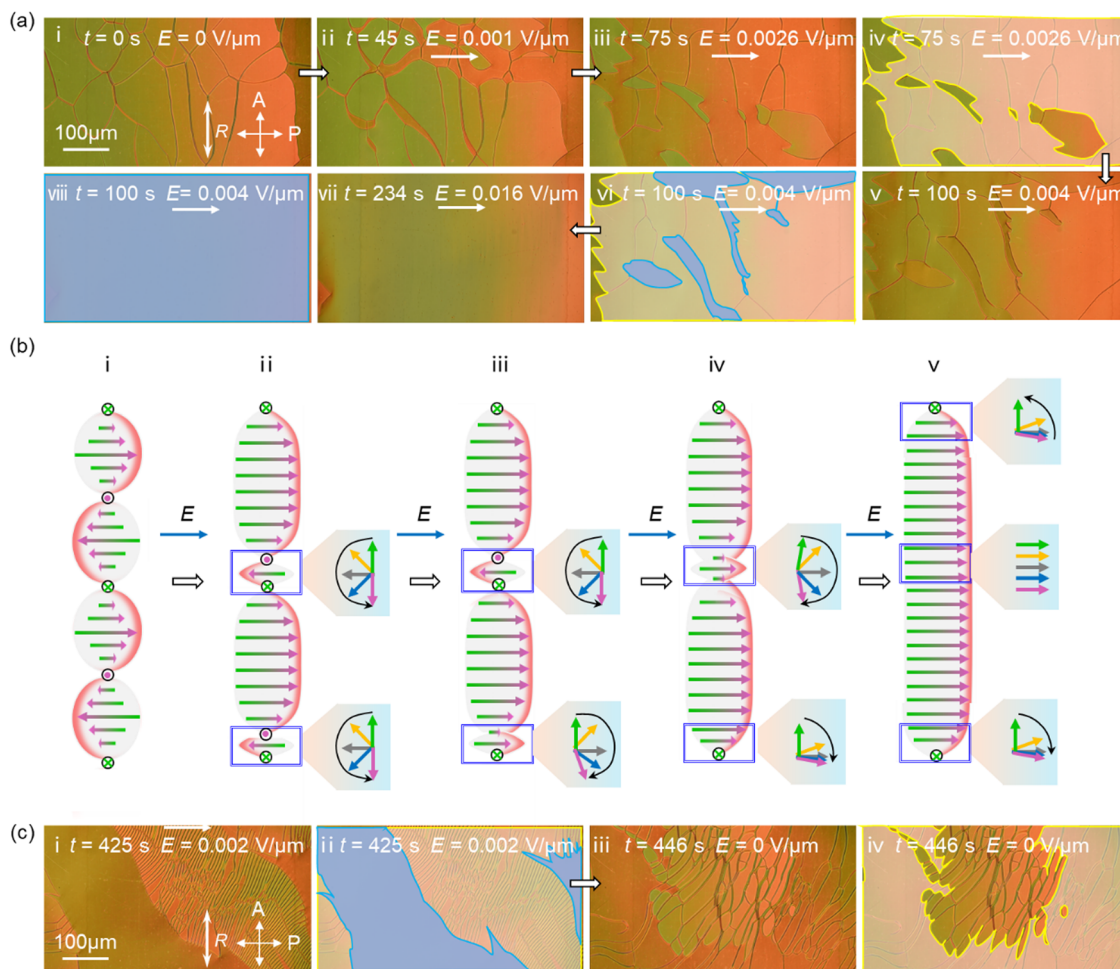 (a)
i t = 0 s E = 0 V/μm
ii t = 45 s E = 0.001 V/μm
iii t = 75 s E = 0.0026 V/μm
iv t = 75 s E = 0.0026 V/μm
A
R
P
100μm
viii t = 100 s E = 0.004 V/μm
vii t = 234 s E = 0.016 V/μm
vi t = 100 s E = 0.004 V/μm
v t = 100 s E = 0.004 V/μm
(b)
i
ii
iii
iv
v
E
E
E
E
(c)
i t = 425 s E = 0.002 V/μm
ii t = 425 s E = 0.002 V/μm
iii t = 446 s E = 0 V/μm
iv t = 446 s E = 0 V/μm
A
R
P
100μm